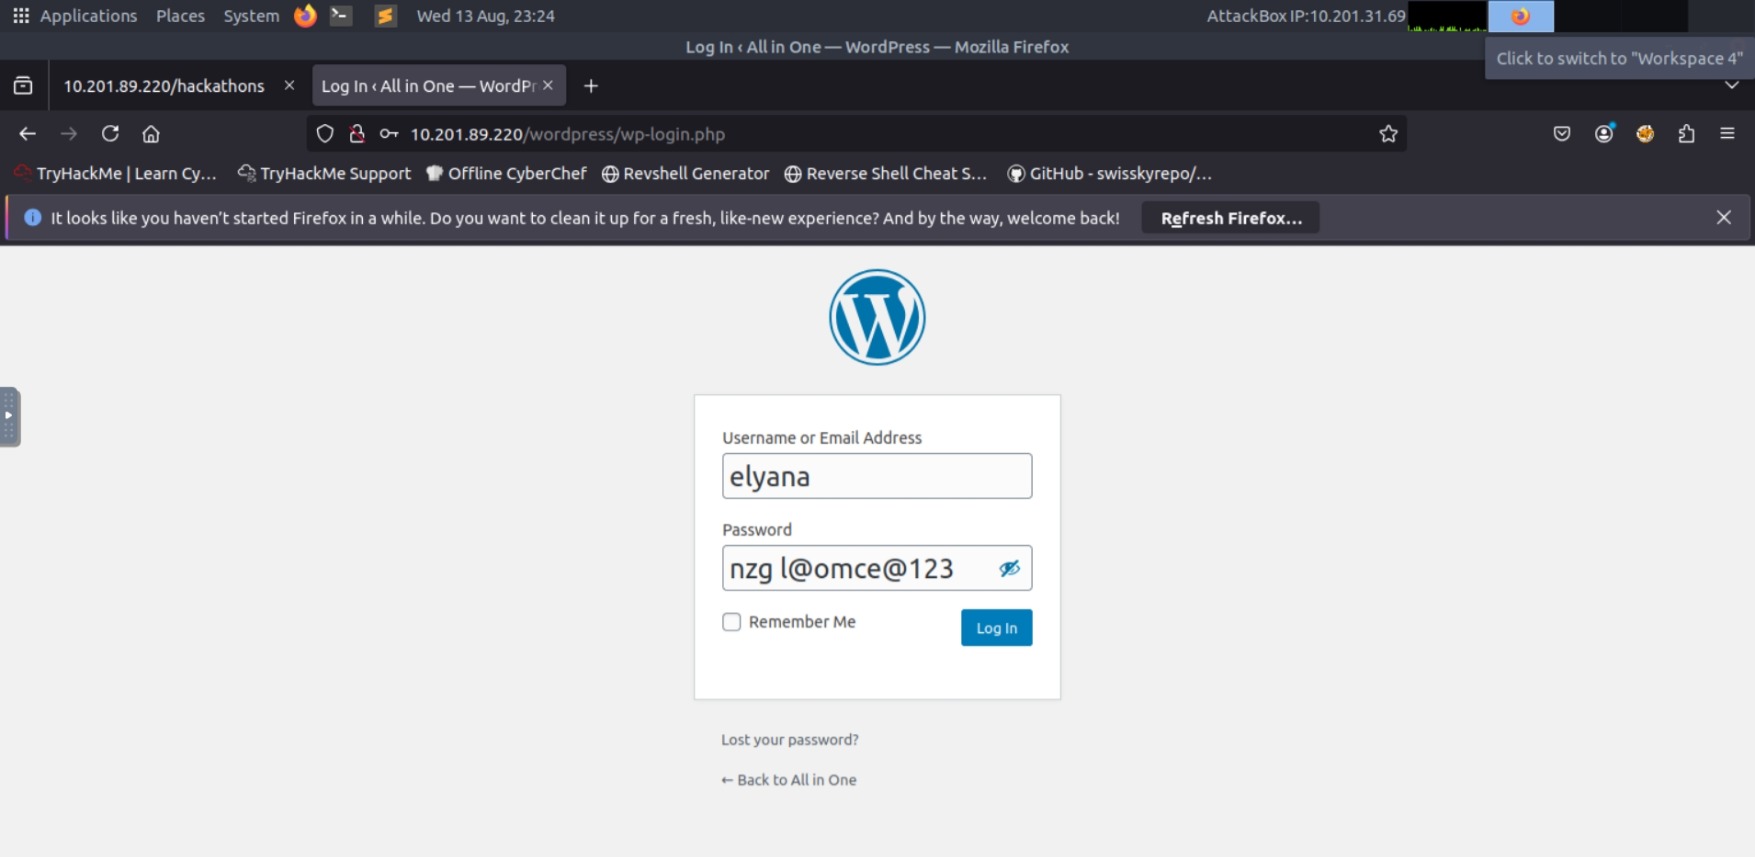 Applications Places System Wed 13 Aug, 23:24 AttackBox IP:10.201.31.69
Log In ‹ All in One — WordPress — Mozilla Firefox
Click to switch to "Workspace 4"
10.201.89.220/hackathons × Log In ‹ All in One — WordPr × +
10.201.89.220/wordpress/wp-login.php
TryHackMe | Learn Cy... TryHackMe Support Offline CyberChef Revshell Generator Reverse Shell Cheat S... GitHub - swisskyrepo/...
It looks like you haven't started Firefox in a while. Do you want to clean it up for a fresh, like-new experience? And by the way, welcome back! Refresh Firefox...
Username or Email Address
elyana
Password
nzg l@omce@123
Remember Me Log In
Lost your password?
← Back to All in One